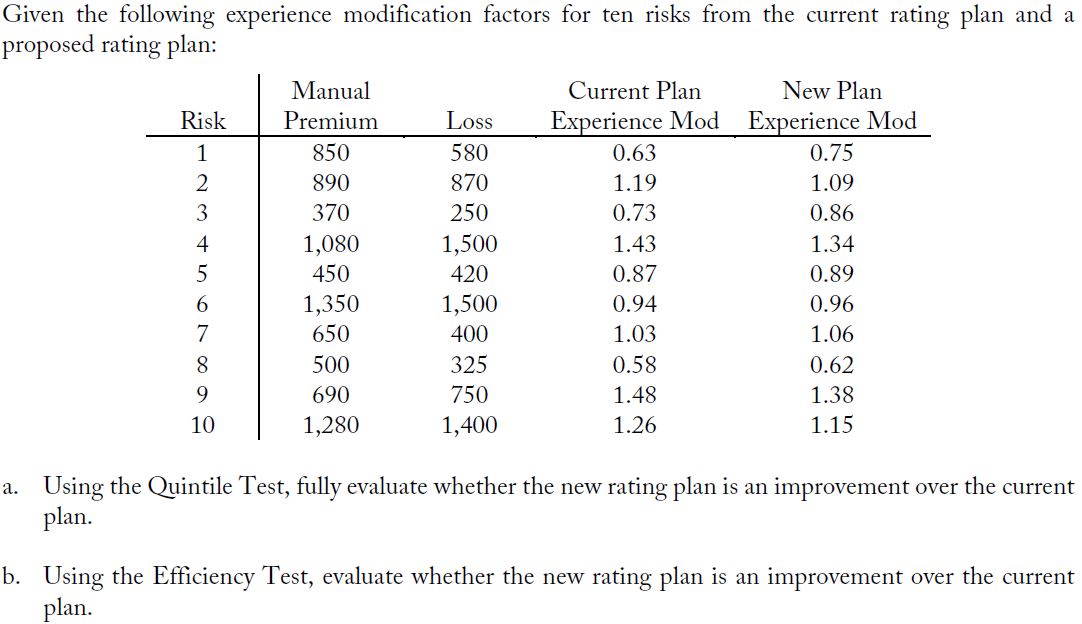 Given the following experience modification factors for ten risks from the current rating plan and a
proposed rating plan:
Manual Current Plan New Plan
Risk Premium Loss Experience Mod Experience Mod
1 850 580 0.63 0.75
2 890 870 1.19 1.09
3 370 250 0.73 0.86
4 1,080 1,500 1.43 1.34
5 450 420 0.87 0.89
6 1,350 1,500 0.94 0.96
7 650 400 1.03 1.06
8 500 325 0.58 0.62
9 690 750 1.48 1.38
10 1,280 1,400 1.26 1.15
a. Using the Quintile Test, fully evaluate whether the new rating plan is an improvement over the current
plan.
b. Using the Efficiency Test, evaluate whether the new rating plan is an improvement over the current
plan.